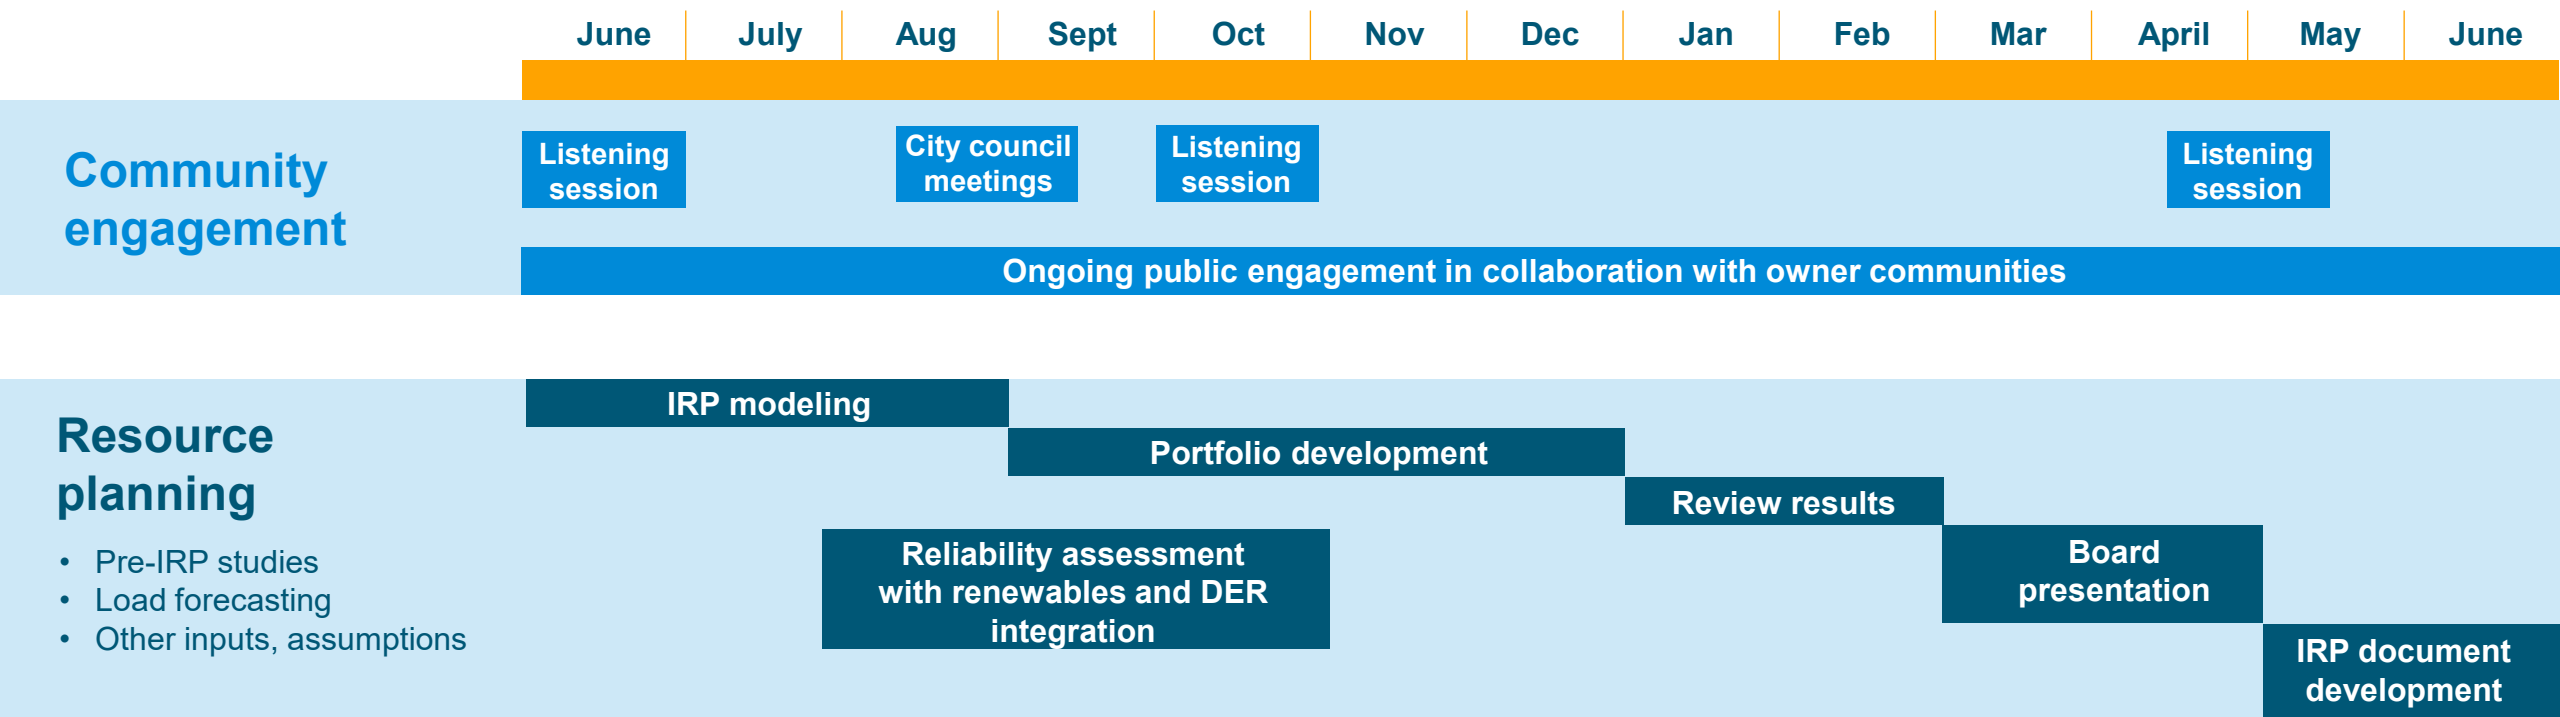 June July Aug Sept Oct Nov Dec Jan Feb Mar April May June
Community
engagement
Listening
session
City council
meetings
Listening
session
Listening
session
Ongoing public engagement in collaboration with owner communities
Resource
planning
• Pre-IRP studies
• Load forecasting
• Other inputs, assumptions
IRP modeling
Portfolio development
Review results
Reliability assessment
with renewables and DER
integration
Board
presentation
IRP document
development